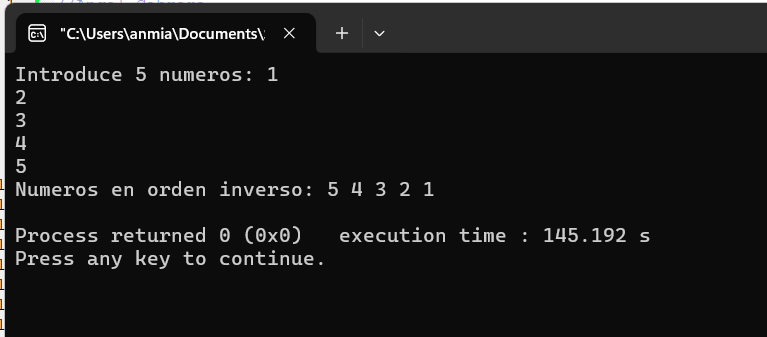 "C:\Users\anmia\Documents\
Introduce 5 numeros: 1
2
3
4
5
Numeros en orden inverso: 5 4 3 2 1
Process returned 0 (0x0)   execution time : 145.192 s
Press any key to continue.